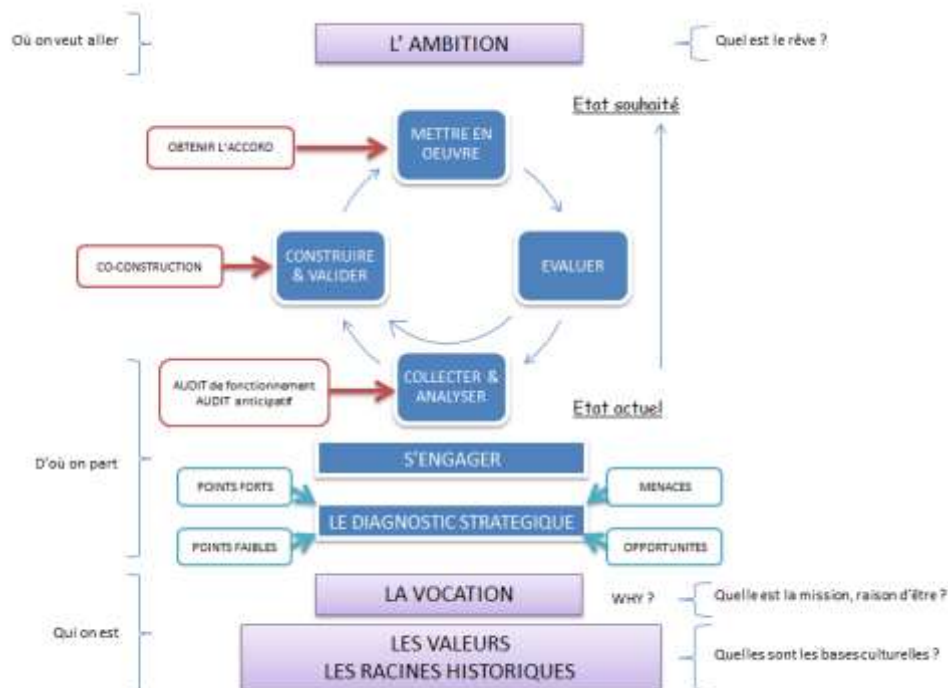 Où on veut aller
L' AMBITION
Quel est le rêve ?
Etat souhaité
METTRE EN
OEUVRE
OBTENIR L'ACCORD
CONSTRUIRE
& VALIDER
EVALUER
CO-CONSTRUCTION
COLLECTER &
ANALYSER
AUDIT de fonctionnement
AUDIT anticipatif
Etat actuel
D'où on part
S'ENGAGER
POINTS FORTS
MENACES
LE DIAGNOSTIC STRATEGIQUE
POINTS FAIBLES
OPPORTUNITES
LA VOCATION
WHY ?
Quelle est la mission, raison d'être ?
Qui on est
LES VALEURS
LES RACINES HISTORIQUES
Quelles sont les bases culturelles ?